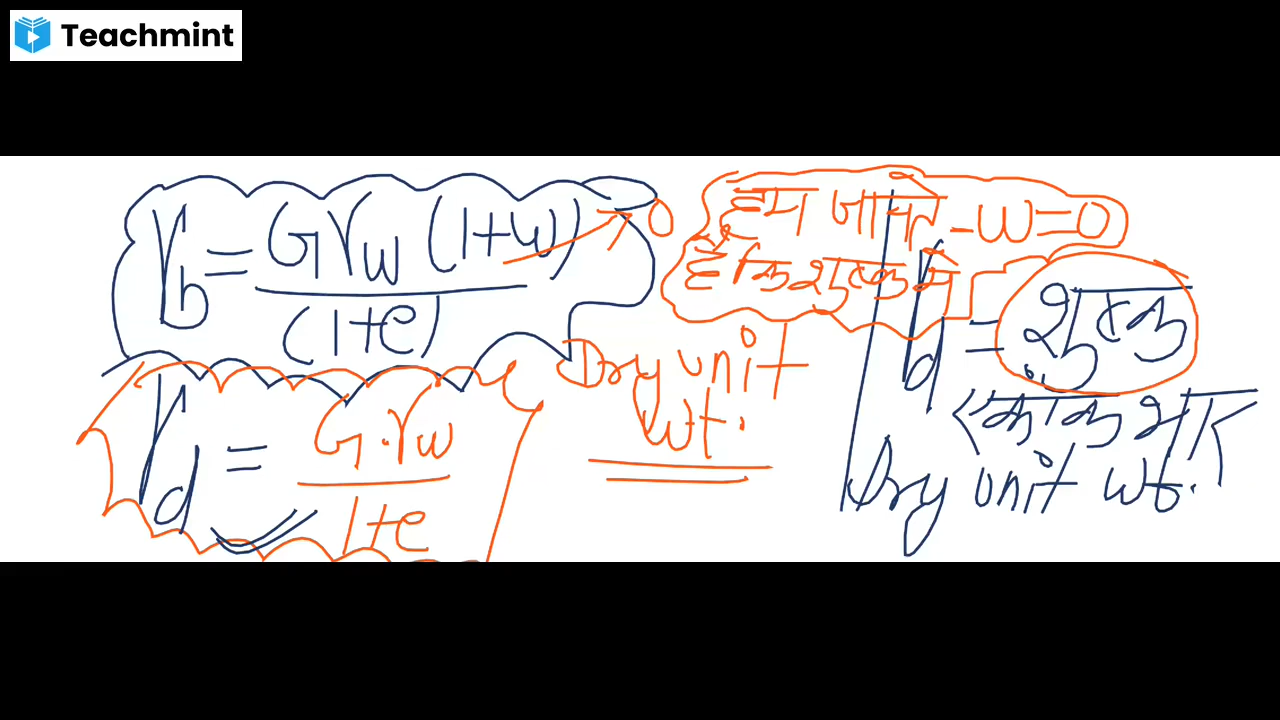 Teachmint
γb = Gγw (1+w) → 0
(1+e)
हम जानते - w=0
हैं कि शुष्क में
γd = शुष्क
एकांक भार
Dry unit wt.
Dry unit
wt.
γd = G.γw
1+e